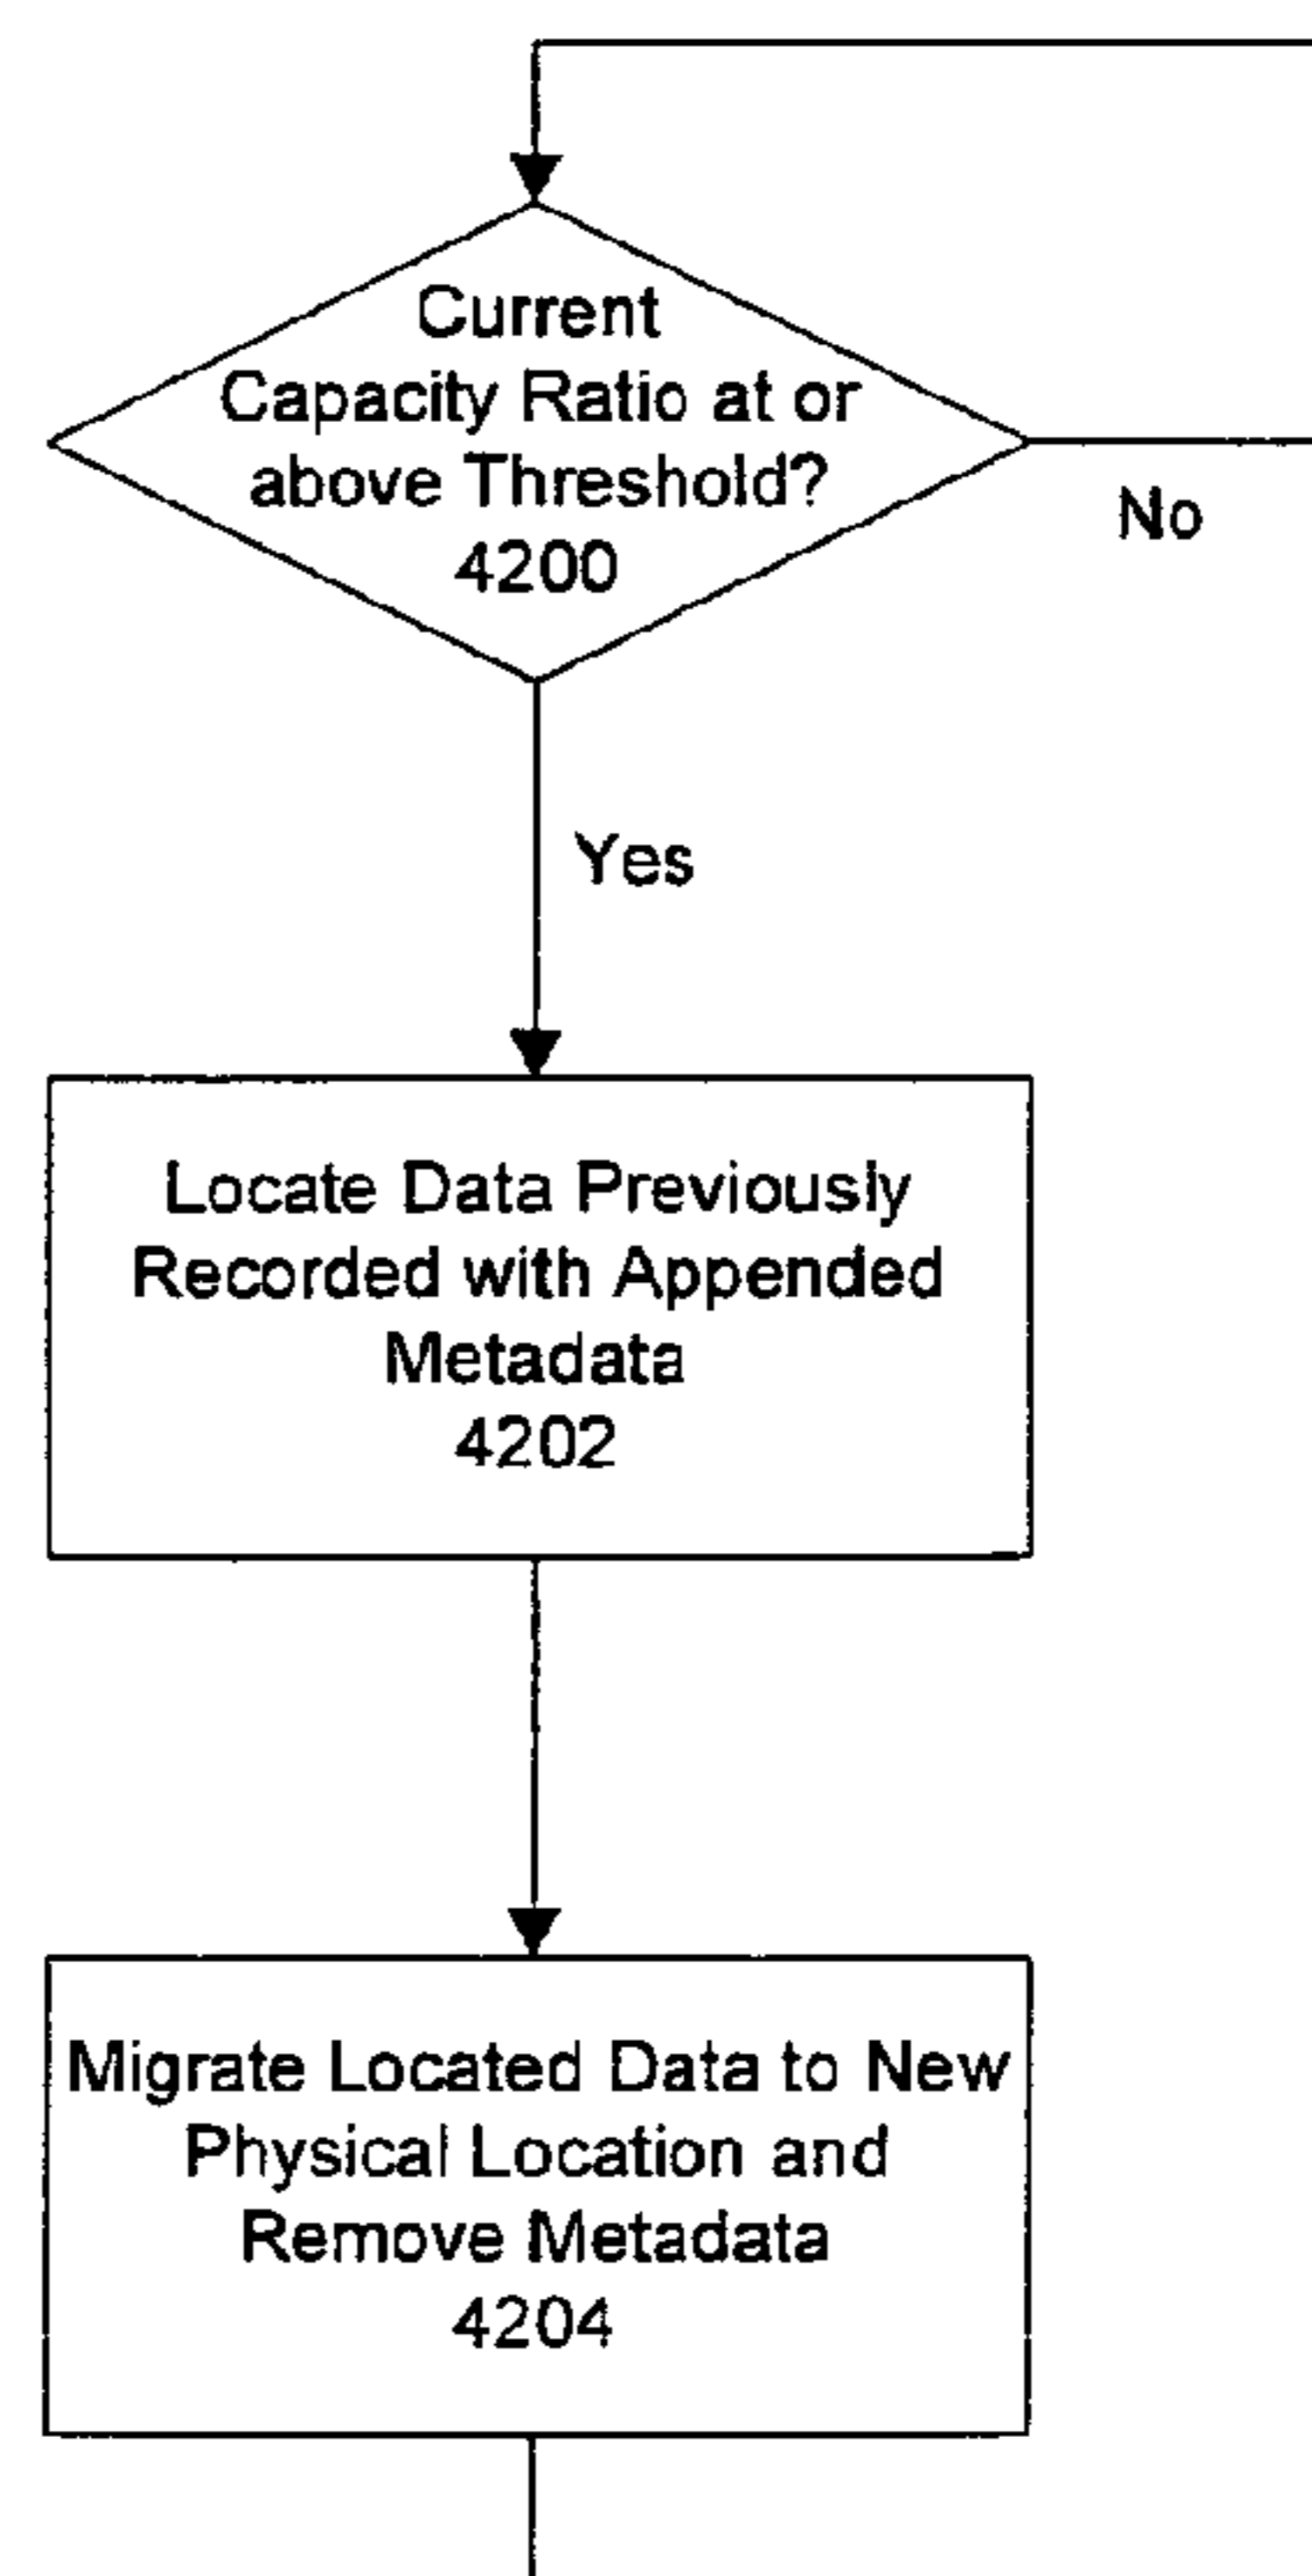 Current
Capacity Ratio at or
above Threshold?
4200
No
Yes
Locate Data Previously
Recorded with Appended
Metadata
4202
Migrate Located Data to New
Physical Location and
Remove Metadata
4204